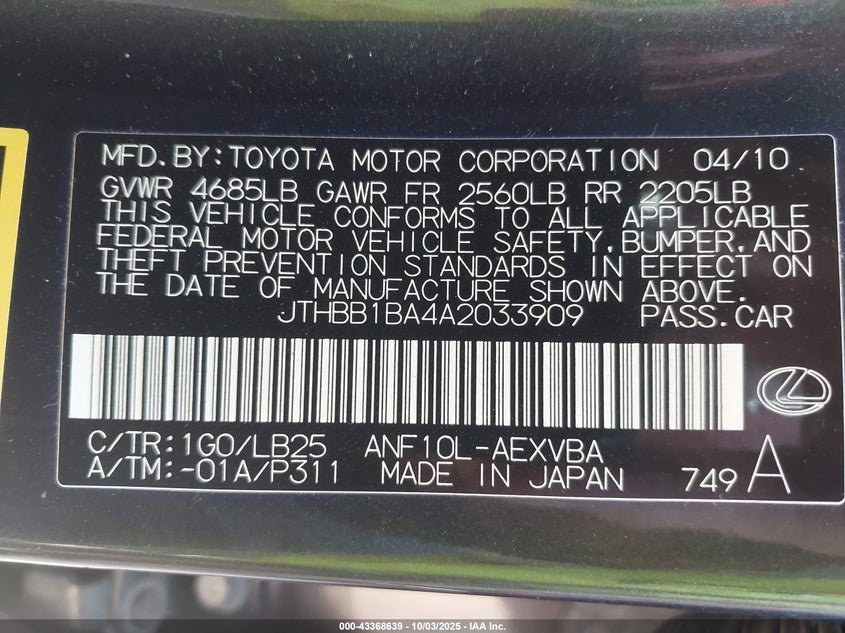 MFD.BY:TOYOTA MOTOR CORPORATION 04/10
GVWR 4685LB GAWR FR 2560LB RR 2205LB
THIS VEHICLE CONFORMS TO ALL APPLICABLE
FEDERAL MOTOR VEHICLE SAFETY,BUMPER,AND
THEFT PREVENTION STANDARDS IN EFFECT ON
THE DATE OF MANUFACTURE SHOWN ABOVE.
JTHBB1BA4A2033909 PASS.CAR
C/TR:1G0/LB25 ANF10L-AEXVBA
A/TM:-01A/P311 MADE IN JAPAN 749 A
000-43368639 - 10/03/2025 - IAA Inc.